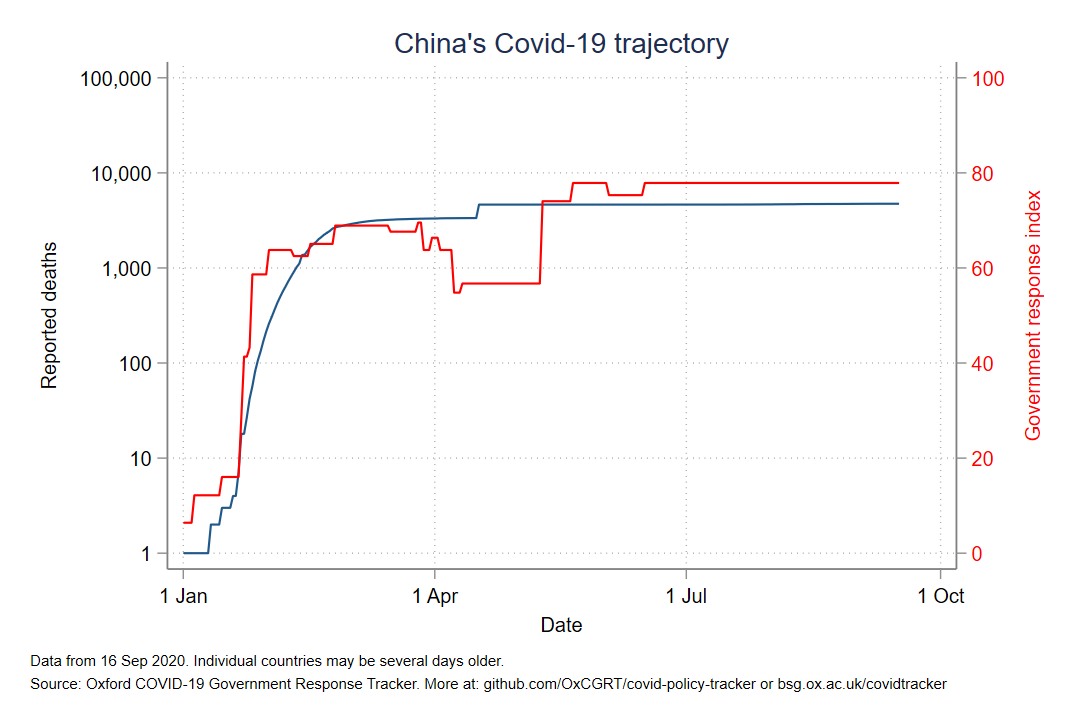 China's Covid-19 trajectory
100,000
10,000
1,000
100
10
1
Reported deaths
100
80
60
40
20
0
Government response index
1 Jan
1 Apr
1 Jul
1 Oct
Date
Data from 16 Sep 2020. Individual countries may be several days older.
Source: Oxford COVID-19 Government Response Tracker. More at: github.com/OxCGRT/covid-policy-tracker or bsg.ox.ac.uk/covidtracker